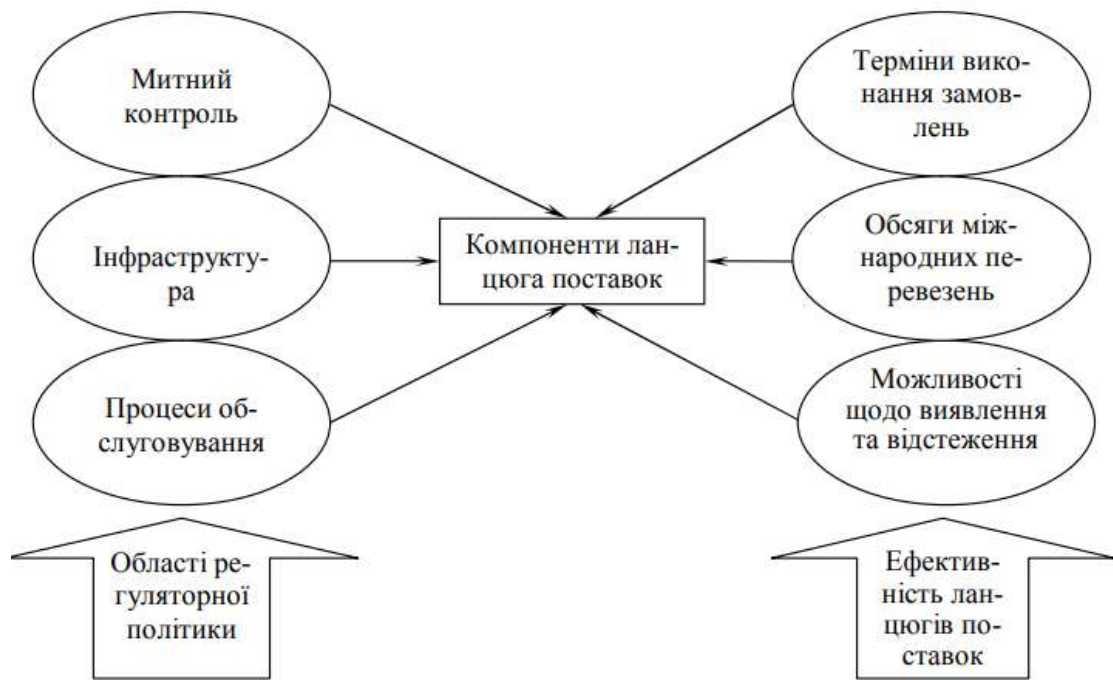 Митний
контроль
Інфраструкту-
ра
Процеси об-
слуговування
Області ре-
гуляторної
політики
Компоненти лан-
цюга поставок
Терміни вико-
нання замов-
лень
Обсяги між-
народних пе-
ревезень
Можливості
щодо виявлення
та відстеження
Ефектив-
ність лан-
цюгів по-
ставок